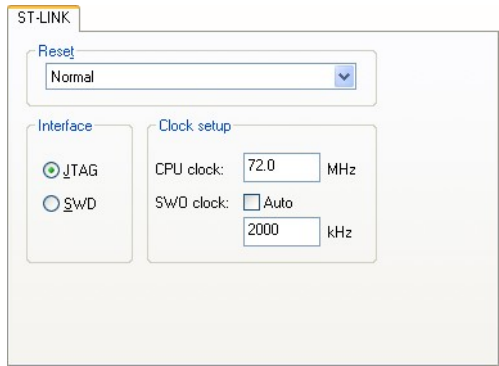 ST-LINK
Reset
Normal
Interface
JTAG
SWD
Clock setup
CPU clock: 72.0 MHz
SWO clock: Auto
2000 kHz